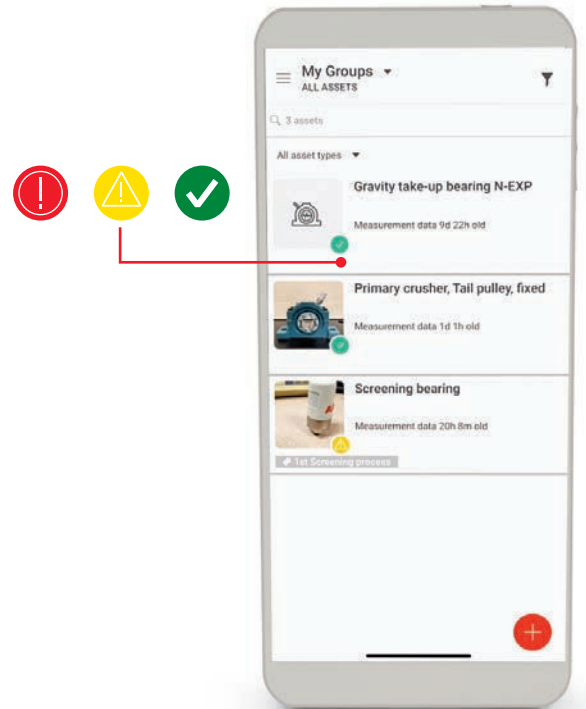 My Groups
ALL ASSETS
3 assets
All asset types
Gravity take-up bearing N-EXP
Measurement data 9d 22h old
Primary crusher, Tail pulley, fixed
Measurement data 1d 1h old
Screening bearing
Measurement data 20h 8m old
1st Screening process